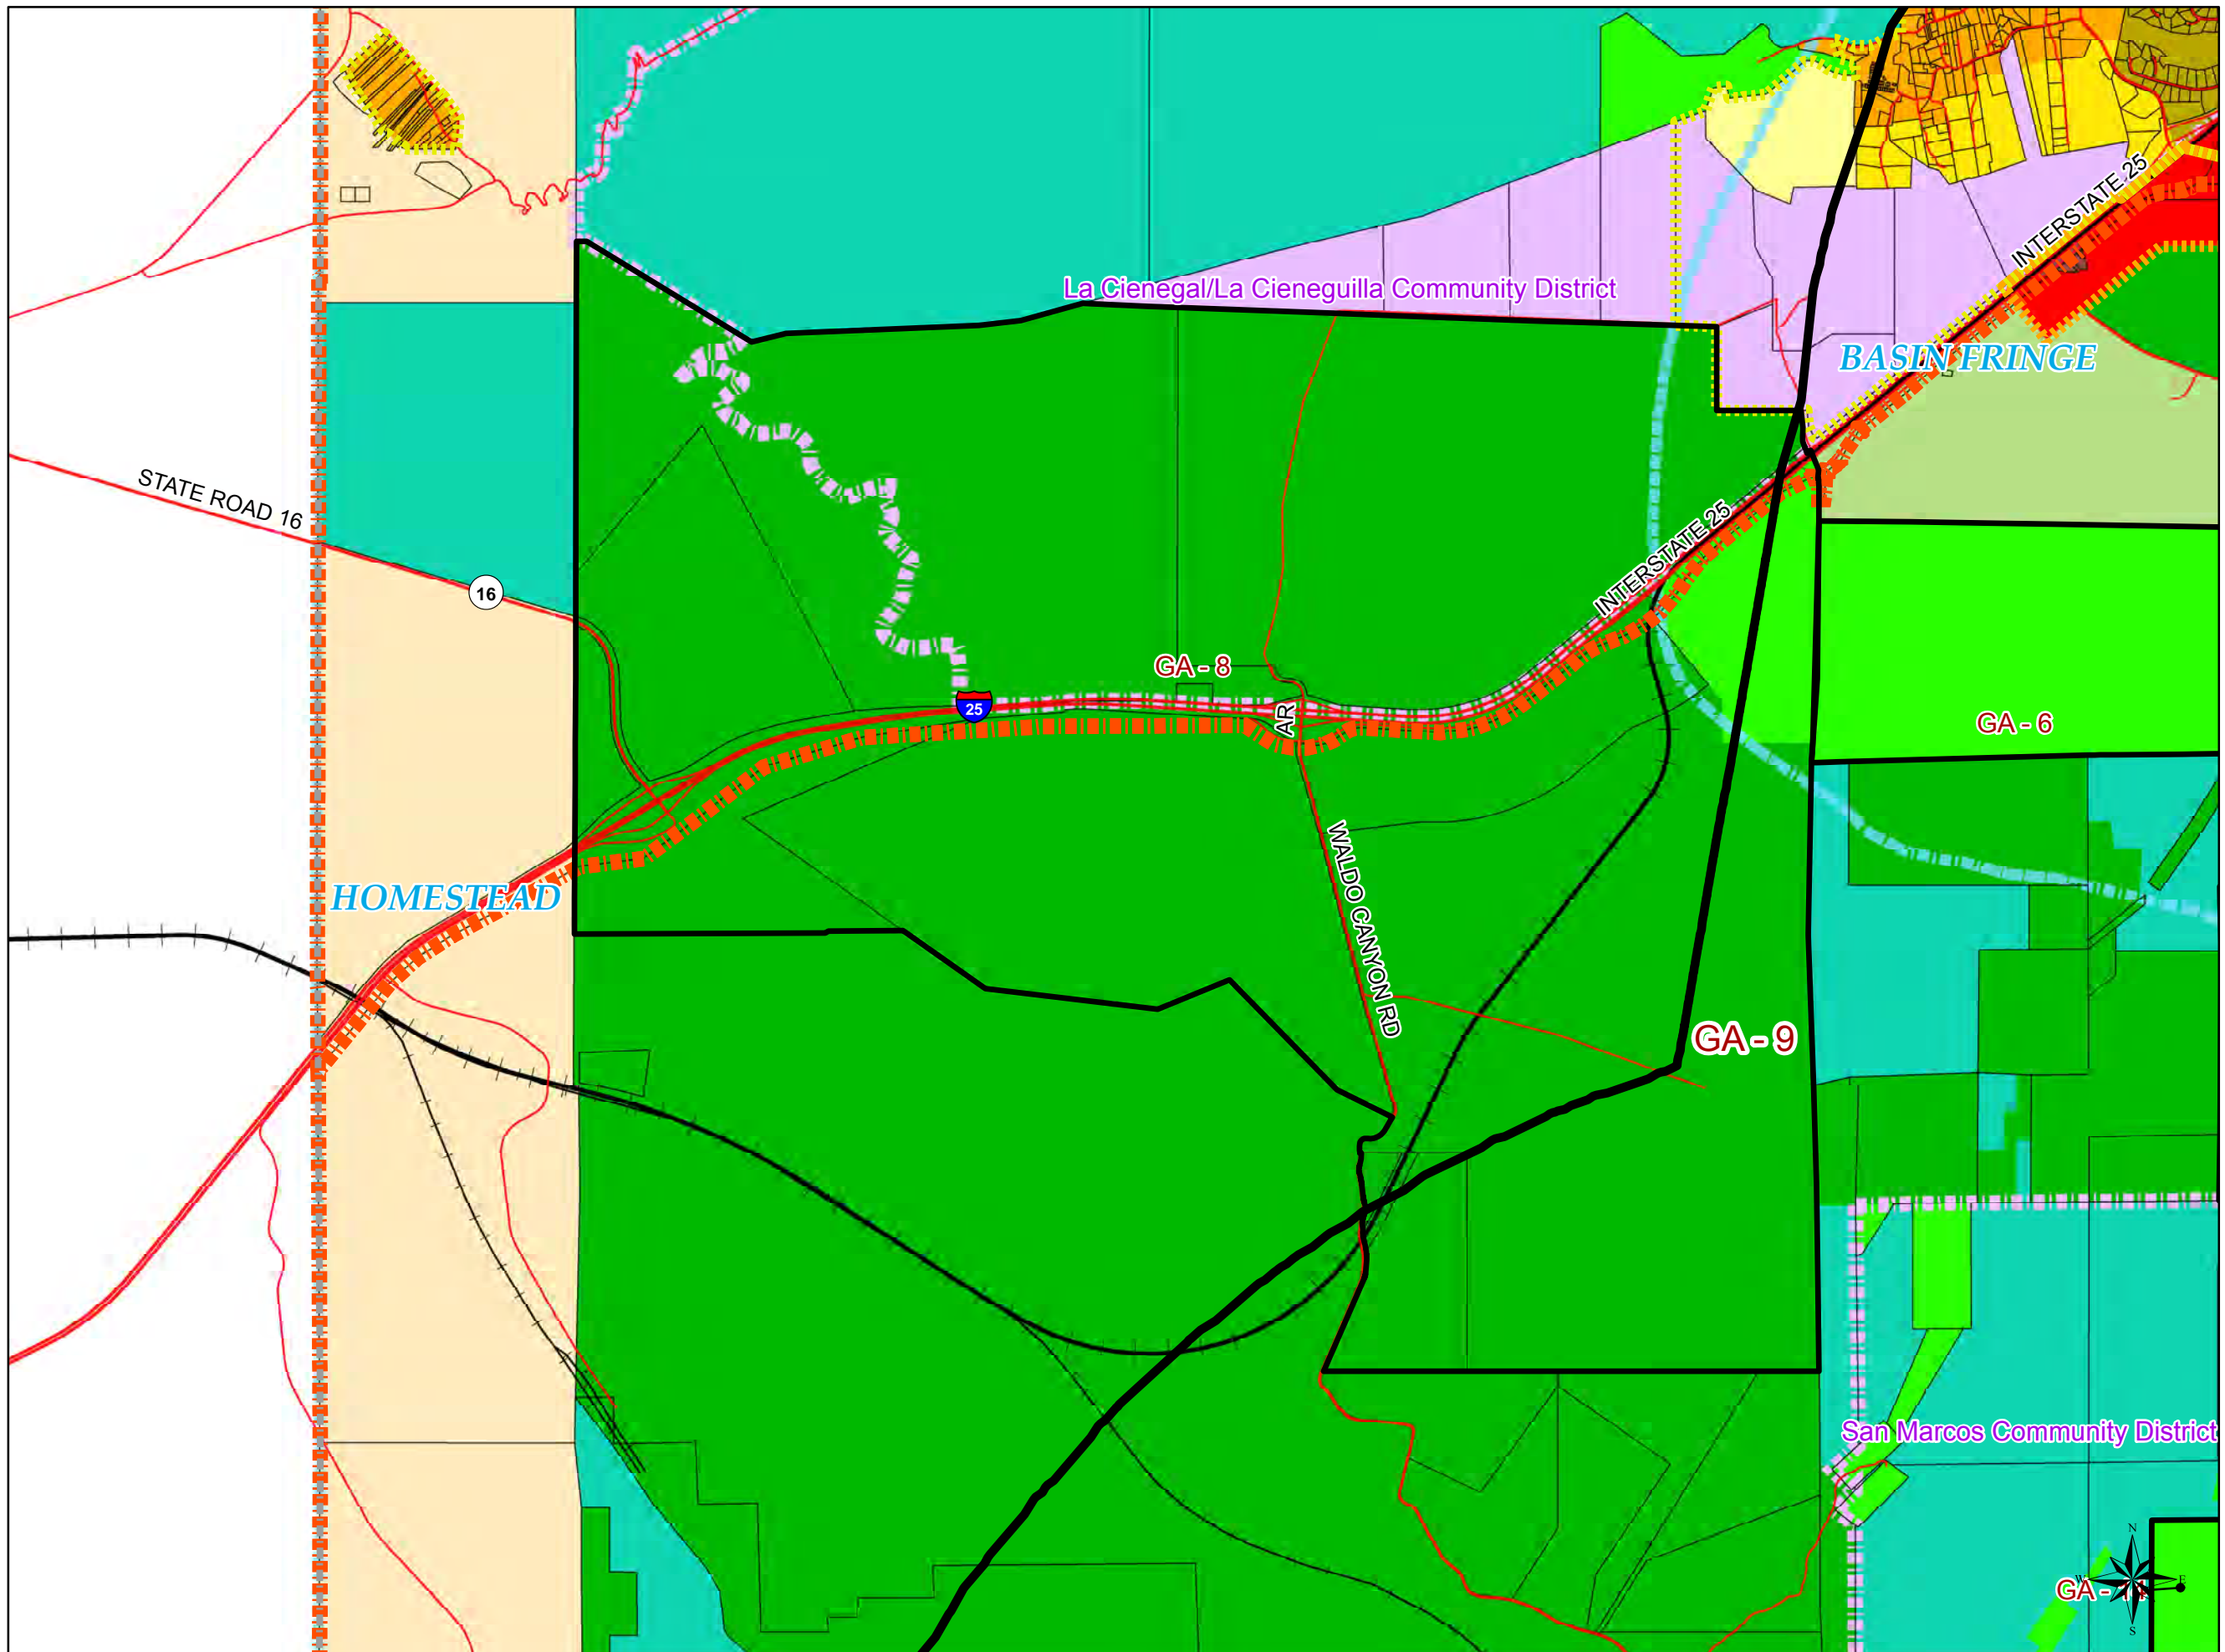 INTERSTATE 25
La Cienegal/La Cieneguilla Community District
BASIN FRINGE
STATE ROAD 16
16
INTERSTATE 25
GA - 8
25
AR
GA - 6
WALDO CANYON RD
HOMESTEAD
GA - 9
San Marcos Community District
N
W
E
S
GA -